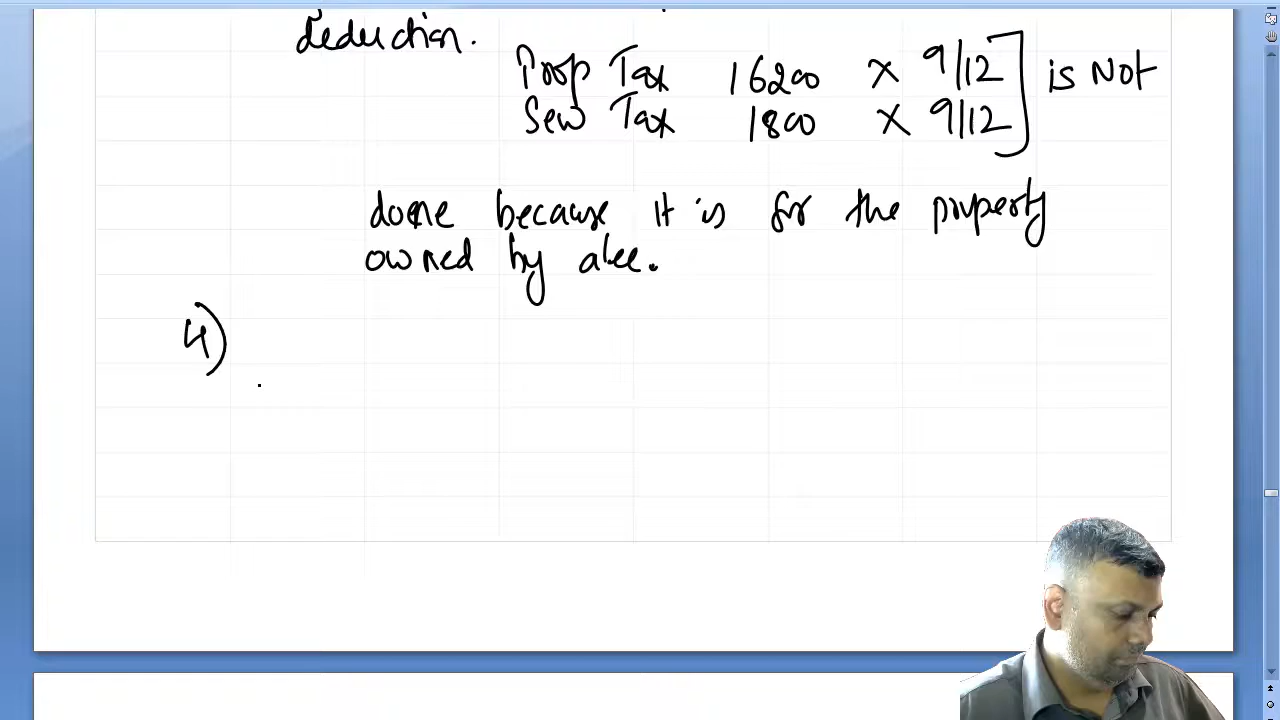 deduction.
Prop Tax 16200 X 9/12
Sew Tax 1800 X 9/12
is Not
done because it is for the property
owned by
4)